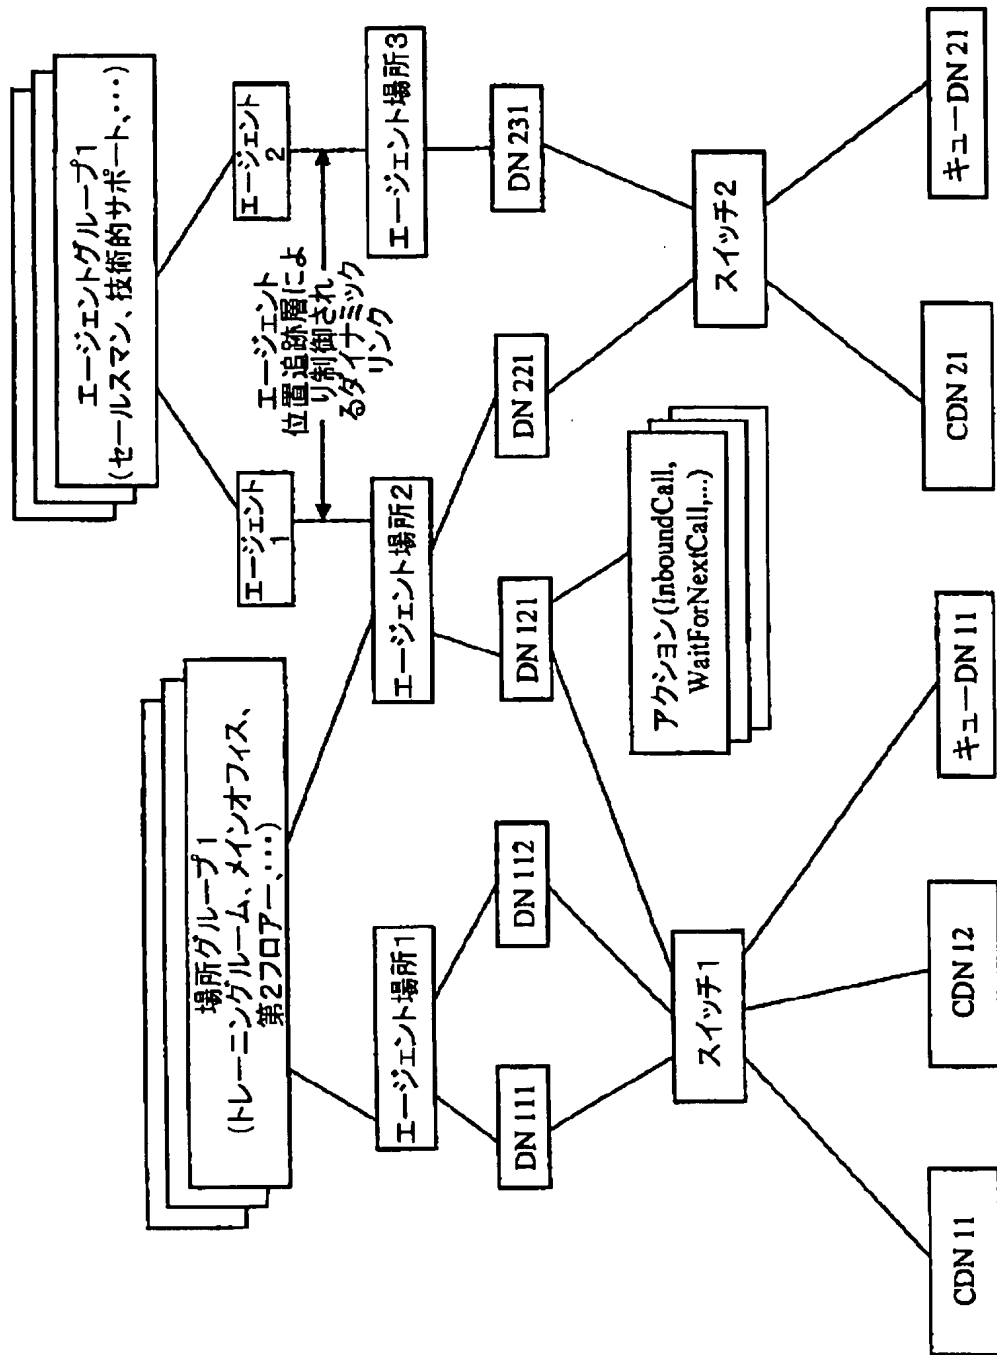 場所グループ1
(トレーニングルーム、メインオフィス、
第2フロアー、・・・)
エージェントグループ1
(セールスマン、技術的サポート、・・・)
エージェント
1
エージェント
2
エージェント
位置追跡層によ
り制御され
るダイナミック
リンク
エージェント場所1
エージェント場所2
エージェント場所3
DN 111
DN 112
DN 121
DN 221
DN 231
アクション(InboundCall,
WaitForNextCall,...)
スイッチ1
スイッチ2
CDN 11
CDN 12
キューDN 11
CDN 21
キューDN 21